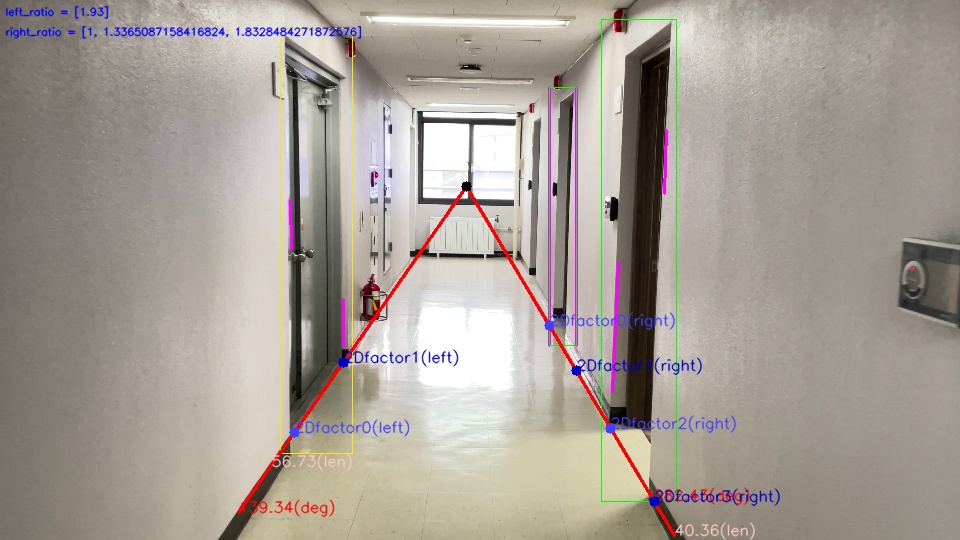 left_ratio = [1.93]
right_ratio = [1, 1.3365087158416824, 1.8328484271872576]
2Dfactor0(right)
2Dfactor1(left)
2Dfactor1(right)
2Dfactor0(left)
2Dfactor2(right)
56.73(len)
2Dfactor3(right)
39.34(deg)
40.36(len)